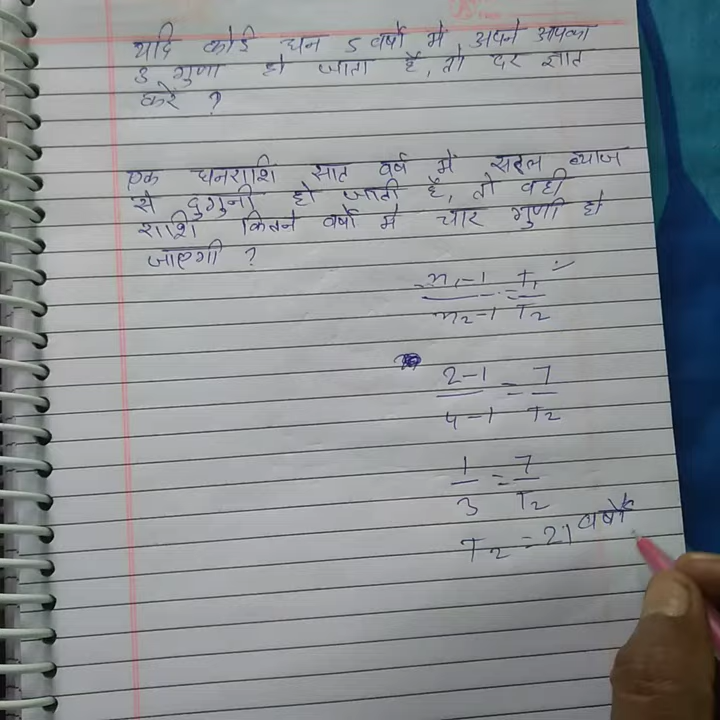 यदि कोई धन 5 वर्षों में अपने आपका
3 गुणा हो जाता है, तो दर ज्ञात
करें ?
एक धनराशि सात वर्ष में सरल ब्याज
से दुगुनी हो जाती है, तो वही
राशि कितने वर्षों में चार गुणी हो
जाएगी ?
n₁-1 / n₂-1 = T₁ / T₂
2-1 / 4-1 = 7 / T₂
1 / 3 = 7 / T₂
T₂ = 21 वर्षों